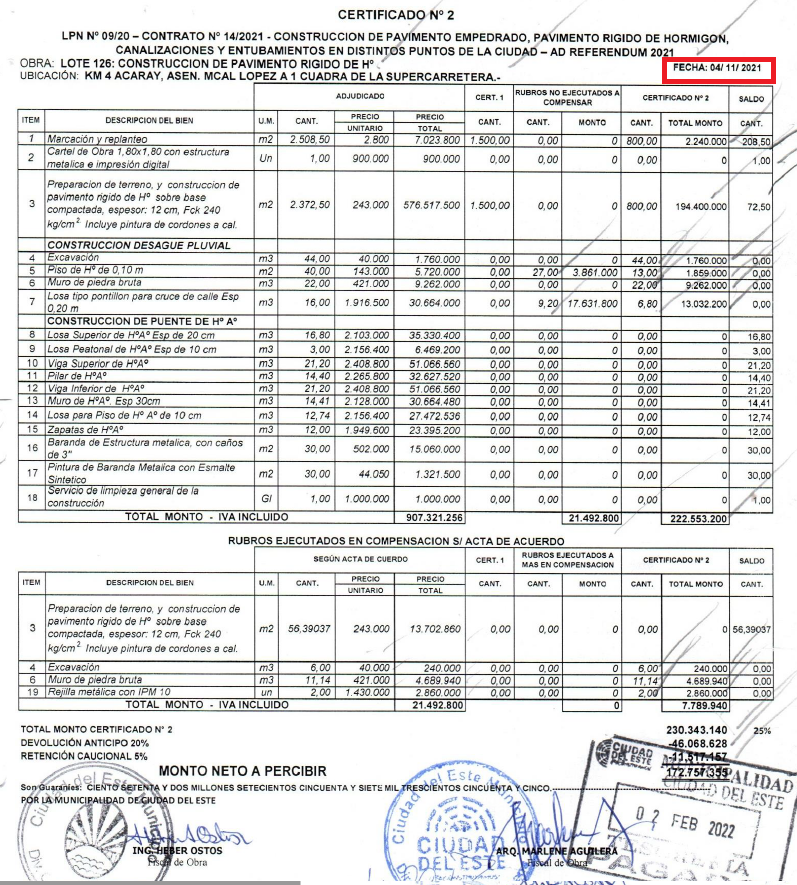 CERTIFICADO Nº 2
LPN Nº 09/20 – CONTRATO Nº 14/2021 - CONSTRUCCION DE PAVIMENTO EMPEDRADO, PAVIMENTO RIGIDO DE HORMIGON,
CANALIZACIONES Y ENTUBAMIENTOS EN DISTINTOS PUNTOS DE LA CIUDAD – AD REFERENDUM 2021
OBRA: LOTE 126: CONSTRUCCION DE PAVIMENTO RIGIDO DE Hº
FECHA: 04/ 11/ 2021
UBICACIÓN: KM 4 ACARAY, ASEN. MCAL LOPEZ A 1 CUADRA DE LA SUPERCARRETERA.-
ADJUDICADO CERT. 1 RUBROS NO EJECUTADOS A COMPENSAR CERTIFICADO Nº 2 SALDO
ITEM DESCRIPCION DEL BIEN U.M. CANT. PRECIO UNITARIO PRECIO TOTAL CANT. CANT. MONTO CANT. TOTAL MONTO CANT.
1 Marcación y replanteo m2 2.508,50 2.800 7.023.800 1.500,00 0,00 0 800,00 2.240.000 208,50
2 Cartel de Obra 1,80x1,80 con estructura metalica e impresión digital Un 1,00 900.000 900.000 0,00 0,00 0 0,00 0 1,00
3 Preparacion de terreno, y construccion de pavimento rigido de Hº sobre base compactada, espesor: 12 cm, Fck 240 kg/cm2 Incluye pintura de cordones a cal. m2 2.372,50 243.000 576.517.500 1.500,00 0,00 0 800,00 194.400.000 72,50
CONSTRUCCION DESAGUE PLUVIAL
4 Excavación m3 44,00 40.000 1.760.000 0,00 0,00 0 44,00 1.760.000 0,00
5 Piso de Hº de 0,10 m m2 40,00 143.000 5.720.000 0,00 27,00 3.861.000 13,00 1.859.000 0,00
6 Muro de piedra bruta m3 22,00 421.000 9.262.000 0,00 0,00 0 22,00 9.262.000 0,00
7 Losa tipo pontillon para cruce de calle Esp 0,20 m m3 16,00 1.916.500 30.664.000 0,00 9,20 17.631.800 6,80 13.032.200 0,00
CONSTRUCCION DE PUENTE DE Hº Aº
8 Losa Superior de HºAº Esp de 20 cm m3 16,80 2.103.000 35.330.400 0,00 0,00 0 0,00 0 16,80
9 Losa Peatonal de HºAº Esp de 10 cm m3 3,00 2.156.400 6.469.200 0,00 0,00 0 0,00 0 3,00
10 Viga Superior de HºAº m3 21,20 2.408.800 51.066.560 0,00 0,00 0 0,00 0 21,20
11 Pilar de HºAº m3 14,40 2.265.800 32.627.520 0,00 0,00 0 0,00 0 14,40
12 Viga Inferior de HºAº m3 21,20 2.408.800 51.066.560 0,00 0,00 0 0,00 0 21,20
13 Muro de HºAº. Esp 30cm m3 14,41 2.128.000 30.664.480 0,00 0,00 0 0,00 0 14,41
14 Losa para Piso de Hº Aº de 10 cm m3 12,74 2.156.400 27.472.536 0,00 0,00 0 0,00 0 12,74
15 Zapatas de HºAº m3 12,00 1.949.600 23.395.200 0,00 0,00 0 0,00 0 12,00
16 Baranda de Estructura metalica, con caños de 3" m2 30,00 502.000 15.060.000 0,00 0,00 0 0,00 0 30,00
17 Pintura de Baranda Metalica con Esmalte Sintetico m2 30,00 44.050 1.321.500 0,00 0,00 0 0,00 0 30,00
18 Servicio de limpieza general de la construcción Gl 1,00 1.000.000 1.000.000 0,00 0,00 0 0,00 0 1,00
TOTAL MONTO - IVA INCLUIDO 907.321.256 21.492.800 222.553.200
RUBROS EJECUTADOS EN COMPENSACION S/ ACTA DE ACUERDO
SEGÚN ACTA DE CUERDO CERT. 1 RUBROS EJECUTADOS A MAS EN COMPENSACION CERTIFICADO Nº 2 SALDO
ITEM DESCRIPCION DEL BIEN U.M. CANT. PRECIO UNITARIO PRECIO TOTAL CANT. CANT. MONTO CANT. TOTAL MONTO CANT.
3 Preparacion de terreno, y construccion de pavimento rigido de Hº sobre base compactada, espesor: 12 cm, Fck 240 kg/cm2 Incluye pintura de cordones a cal. m2 56,39037 243.000 13.702.860 0,00 0,00 0 0,00 0 56,39037
4 Excavación m3 6,00 40.000 240.000 0,00 0,00 0 6,00 240.000 0,00
6 Muro de piedra bruta m3 11,14 421.000 4.689.940 0,00 0,00 0 11,14 4.689.940 0,00
19 Rejilla metálica con IPM 10 un 2,00 1.430.000 2.860.000 0,00 0,00 0 2,00 2.860.000 0,00
TOTAL MONTO - IVA INCLUIDO 21.492.800 0 7.789.940
TOTAL MONTO CERTIFICADO Nº 2 230.343.140 25%
DEVOLUCIÓN ANTICIPO 20% -46.068.628
RETENCIÓN CAUCIONAL 5% -11.517.157
MONTO NETO A PERCIBIR 172.757.355
Son Guaranies: CIENTO SETENTA Y DOS MILLONES SETECIENTOS CINCUENTA Y SIETE MIL TRESCIENTOS CINCUENTA Y CINCO.
POR LA MUNICIPALIDAD DE CIUDAD DEL ESTE
CIUDAD DEL ESTE
CIUDAD DEL ESTE
02 FEB 2022
CIUDAD DEL ESTE
ING. HEBER OSTOS
Fiscal de Obra
ARQ. MARLENE AGUILERA
Fiscal de Obra